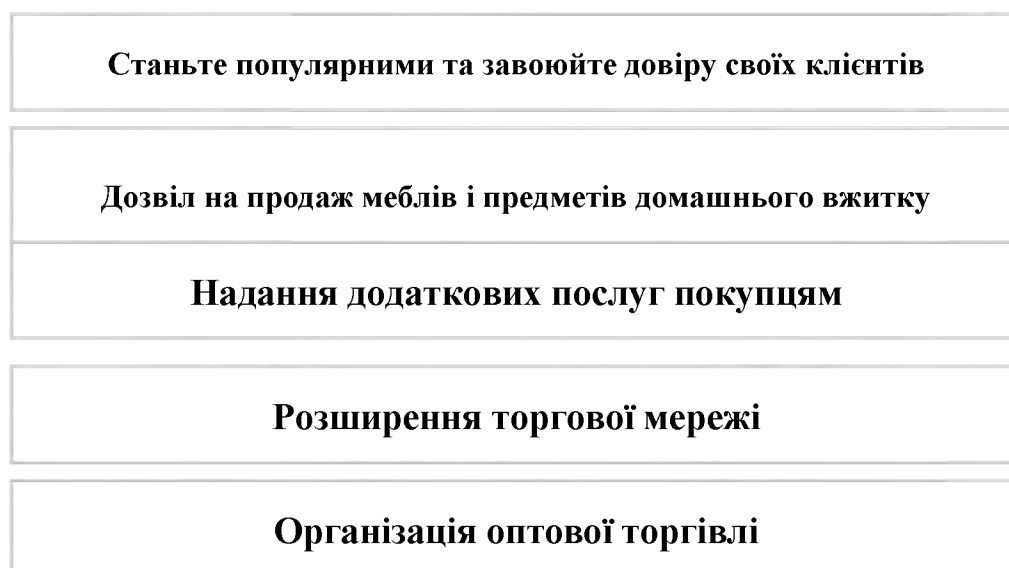 Станьте популярними та завоюйте довіру своїх клієнтів
Дозвіл на продаж меблів і предметів домашнього вжитку
Надання додаткових послуг покупцям
Розширення торгової мережі
Організація оптової торгівлі